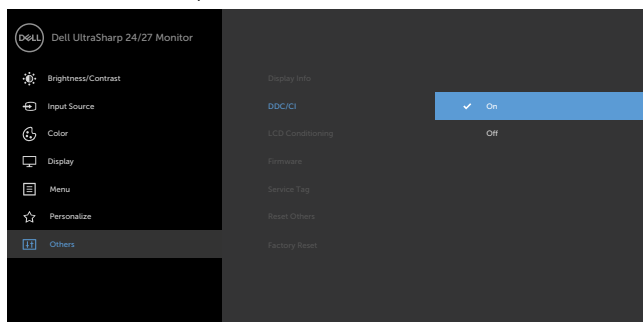 DELL Dell UltraSharp 24/27 Monitor
Brightness/Contrast
Display Info
Input Source
DDC/CI
On
Color
LCD Conditioning
Off
Display
Firmware
Menu
Service Tag
Personalize
Reset Others
Others
Factory Reset